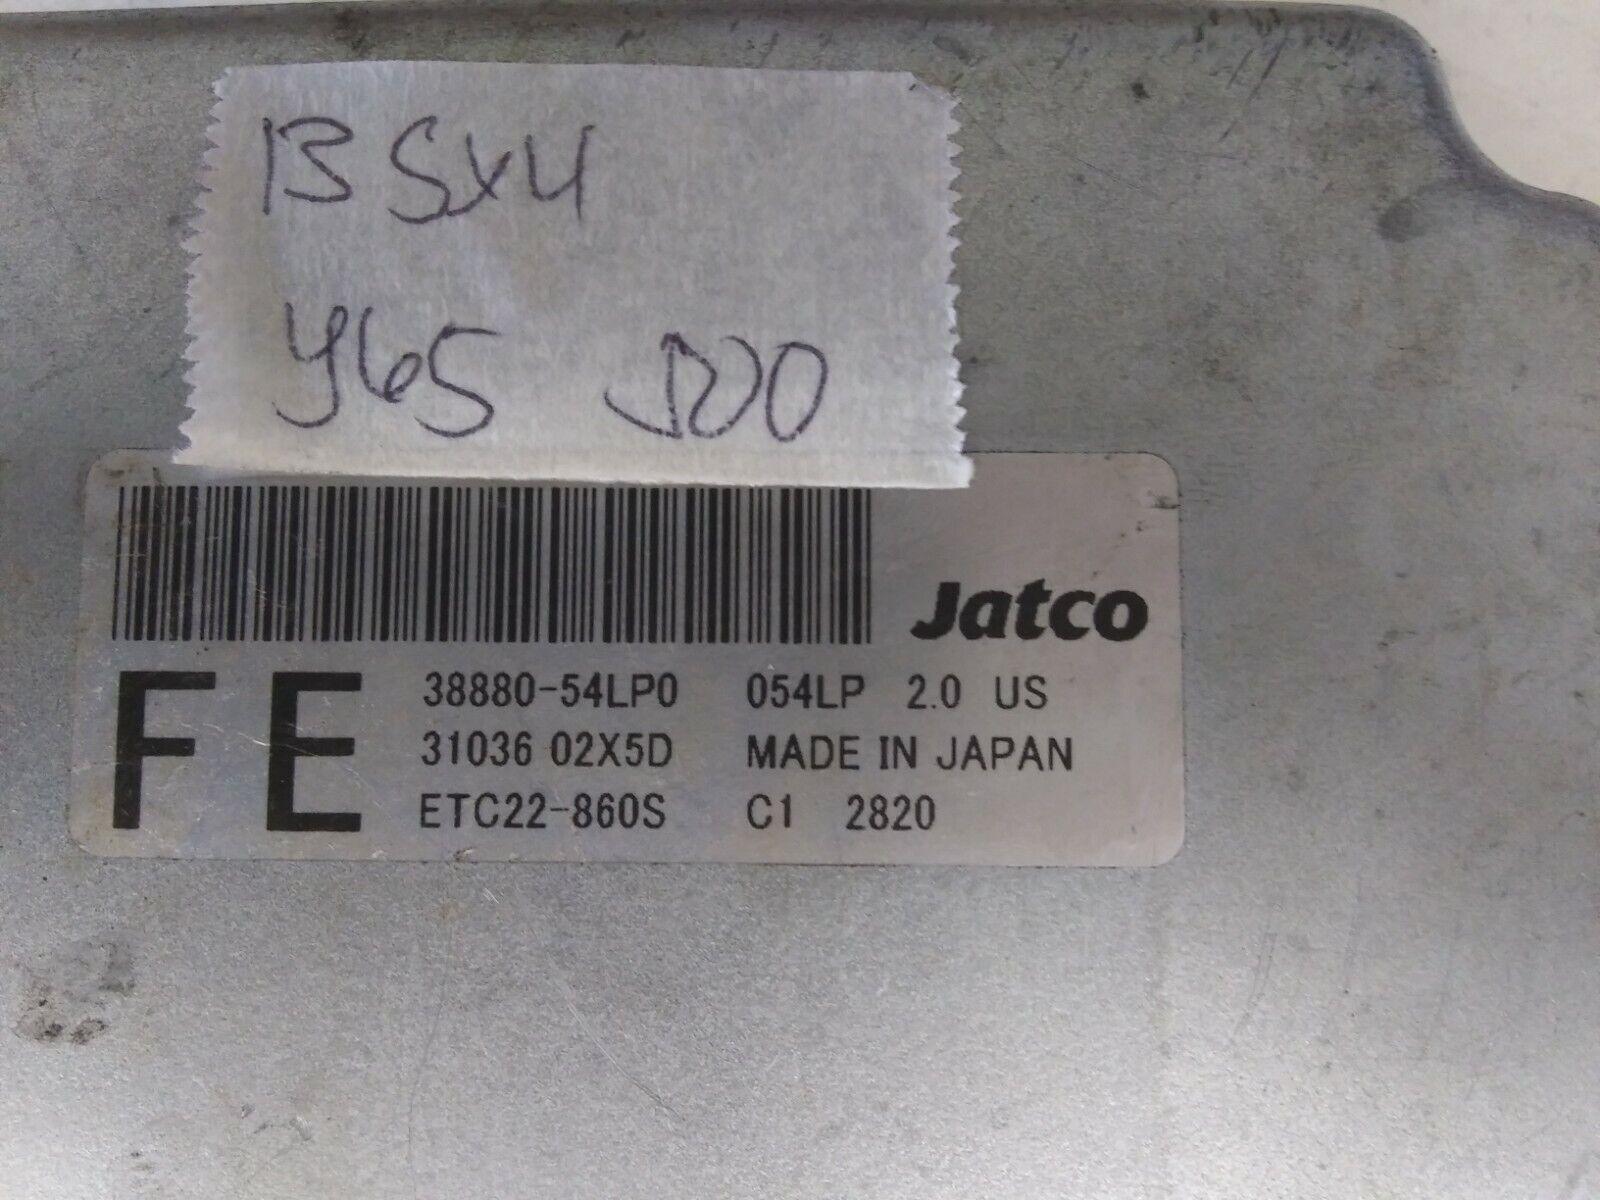 13 SX4
Y65 J00
Jatco
FE
38880-54LP0 054LP 2.0 US
31036 02X5D MADE IN JAPAN
ETC22-860S C1 2820